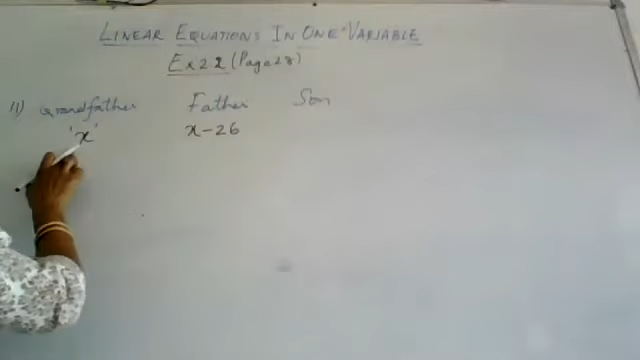 LINEAR EQUATIONS IN ONE VARIABLE
Ex 2.2 (Page 28)
11) Grandfather Father Son
'x' x-26